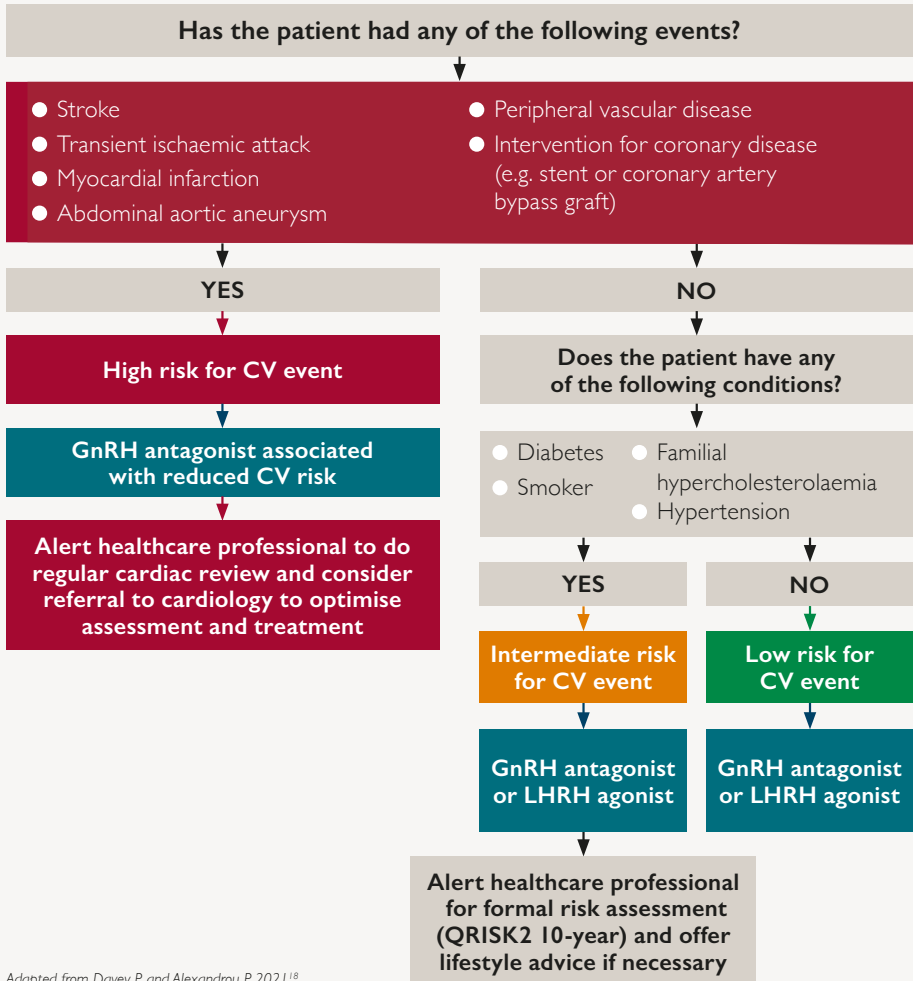 Has the patient had any of the following events?
● Stroke
● Transient ischaemic attack
● Myocardial infarction
● Abdominal aortic aneurysm
● Peripheral vascular disease
● Intervention for coronary disease
(e.g. stent or coronary artery
bypass graft)
YES
High risk for CV event
GnRH antagonist associated
with reduced CV risk
Alert healthcare professional to do
regular cardiac review and consider
referral to cardiology to optimise
assessment and treatment
NO
Does the patient have any
of the following conditions?
● Diabetes
● Smoker
● Familial
hypercholesterolaemia
● Hypertension
YES
Intermediate risk
for CV event
GnRH antagonist
or LHRH agonist
Alert healthcare professional
for formal risk assessment
(QRISK2 10-year) and offer
lifestyle advice if necessary
NO
Low risk for
CV event
GnRH antagonist
or LHRH agonist
Adapted from Davey P and Alexandrou P 2021¹⁸